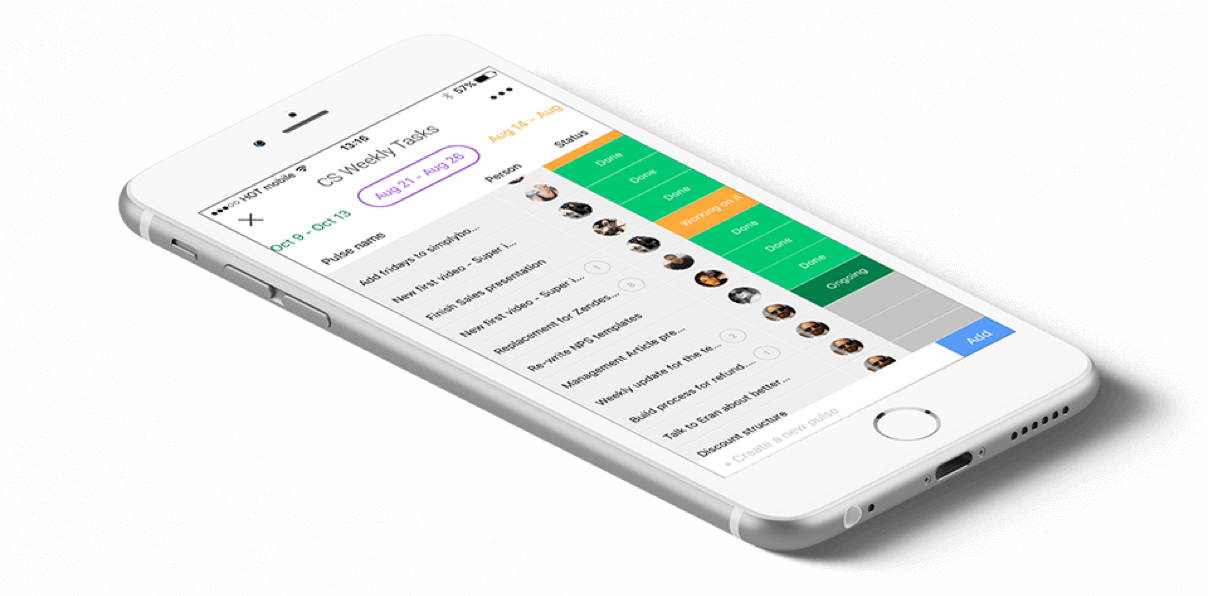 HOT mobile 13:16 57%
CS Weekly Tasks
Oct 9 - Oct 13 Aug 21 - Aug 26 Aug 14 - Aug
Pulse name Person Status
Add fridays to simplybo... Done
New first video - Super i... Done
Finish Sales presentation Done
New first video - Super i... 1 Working on it
Replacement for Zendes... 8 Done
Re-write NPS templates Done
Management Article pre... Done
Weekly update for the te... 2 Ongoing
Build process for refund.... 1
Talk to Eran about better...
Discount structure
+ Create a new pulse Add